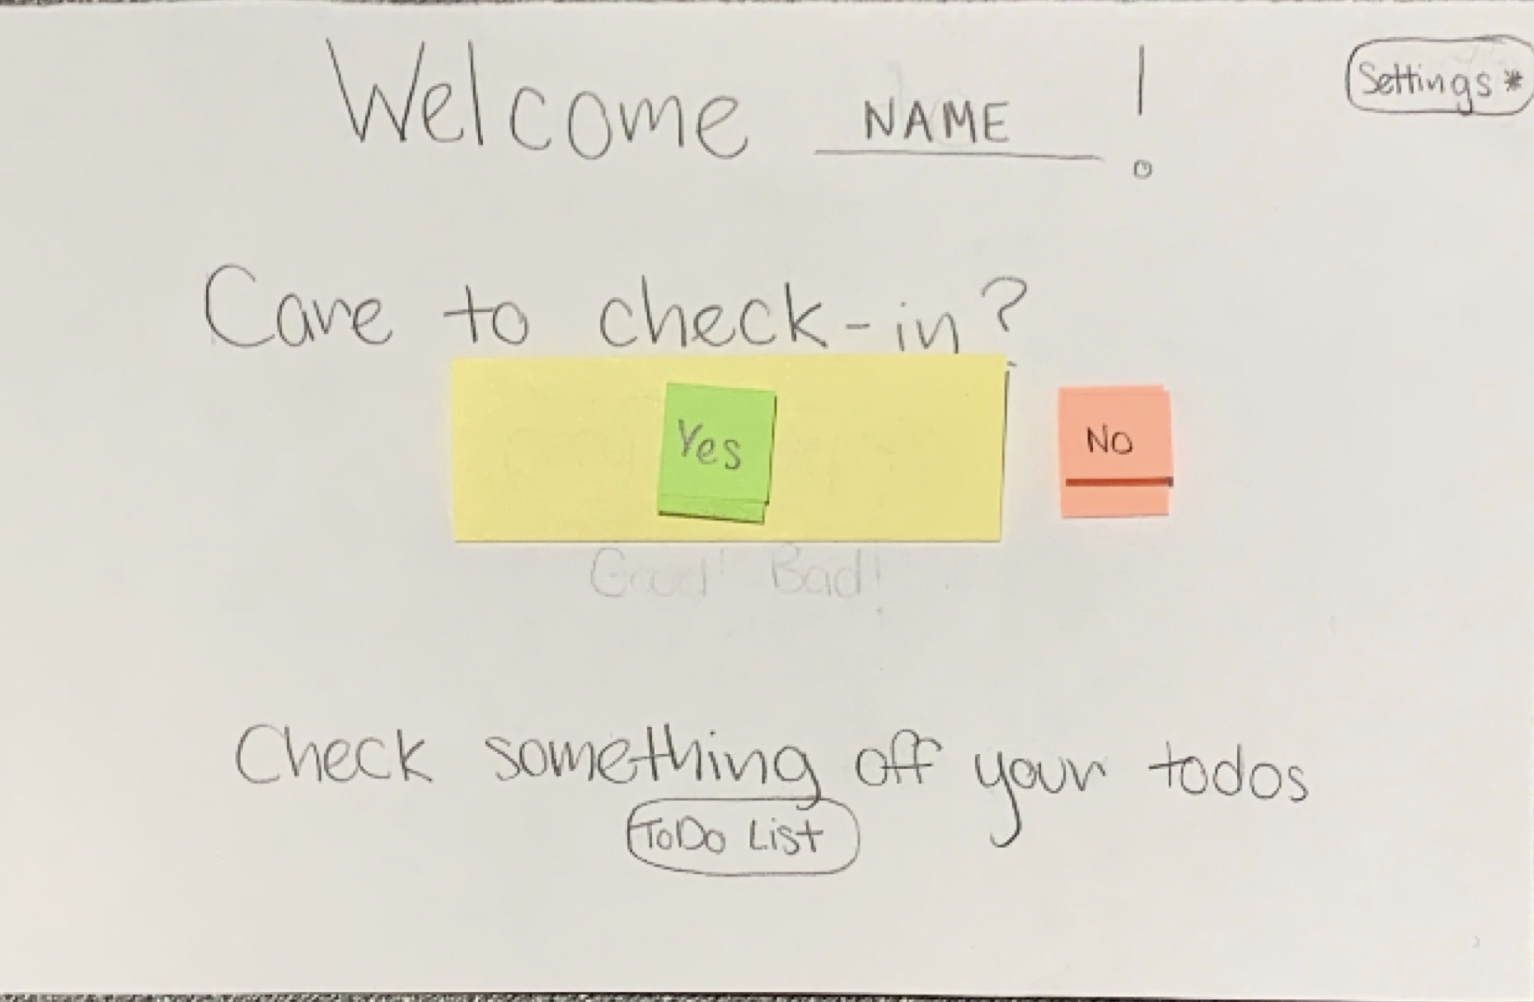 Welcome NAME !
Settings *
Care to check-in?
Yes
No
Good! Bad!
Check something off your todos
ToDo List